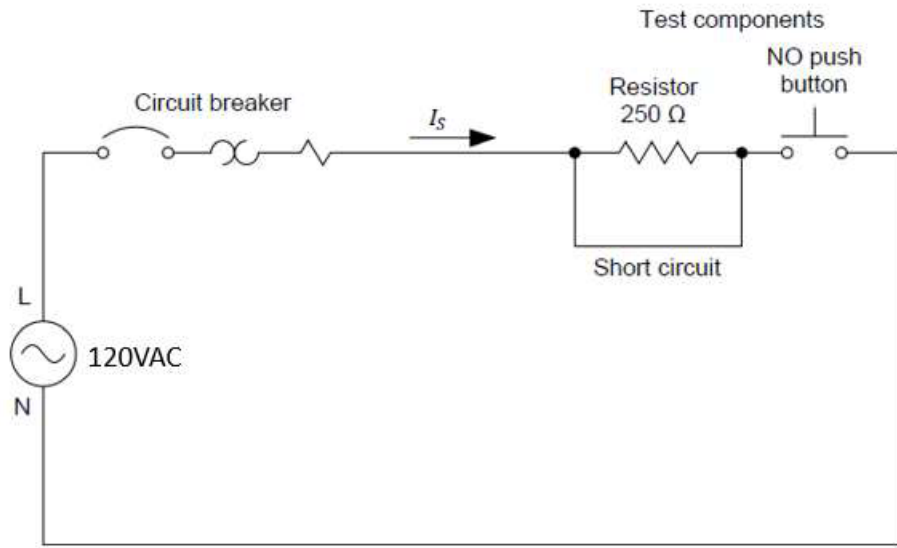 Test components
NO push
button
Resistor
250 Ω
Circuit breaker
I_S
Short circuit
L
120VAC
N